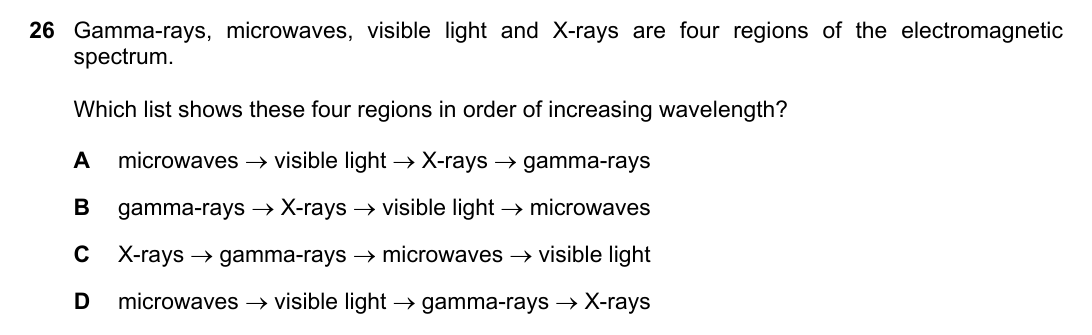 26 Gamma-rays, microwaves, visible light and X-rays are four regions of the electromagnetic
spectrum.
Which list shows these four regions in order of increasing wavelength?
A microwaves → visible light → X-rays → gamma-rays
B gamma-rays → X-rays → visible light → microwaves
C X-rays → gamma-rays → microwaves → visible light
D microwaves → visible light → gamma-rays → X-rays